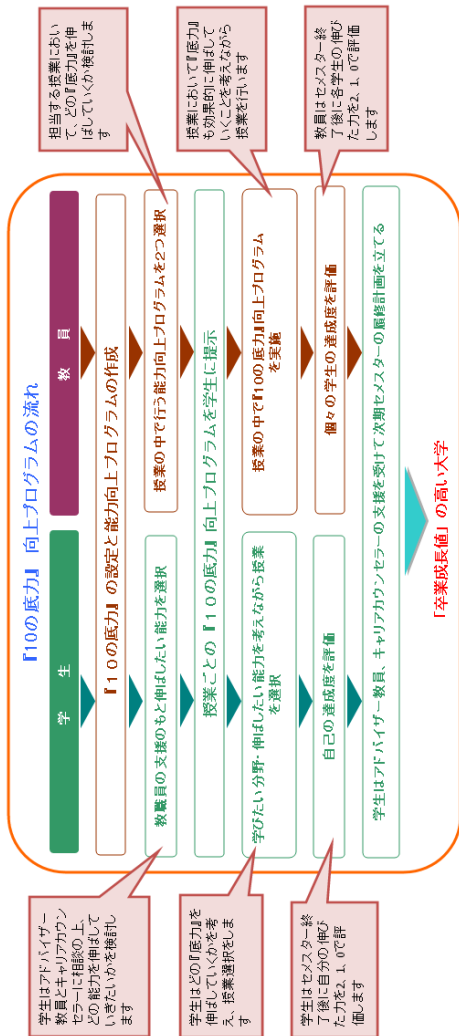 『10の底力』 向上プログラムの流れ
学 生
教 員
『１０の底力』 の設定と能力向上プログラムの作成
学生はアドバイザー
教員とキャリアカウン
セラーに相談の上、
どの能力を伸ばして
いきたいかを検討し
ます
教職員の支援のもと伸ばしたい能力を選択
授業の中で行う能力向上プログラムを2つ選択
担当する授業におい
て、どの『底力』を伸
ばしていくか検討しま
す
授業ごとの 『１０の底力』 向上プログラムを学生に提示
学生はどの『底力』を
伸ばしていくかを考
え、授業選択をしま
す
学びたい分野・伸ばしたい能力を考えながら授業
を選択
授業の中で『10の底力』向上プログラム
を実施
授業において『底力』
も効果的に伸ばして
いくことを考えながら
授業を行います
学生はセメスター終
了後に自分の伸び
た力を2、1、0で評
価します
自己の達成度を評価
個々の学生の達成度を評価
教員はセメスター終
了後に各学生の伸び
た力を2、1、0で評価
します
学生はアドバイザー教員、キャリアカウンセラーの支援を受けて次期セメスターの履修計画を立てる
「卒業成長値」の高い大学